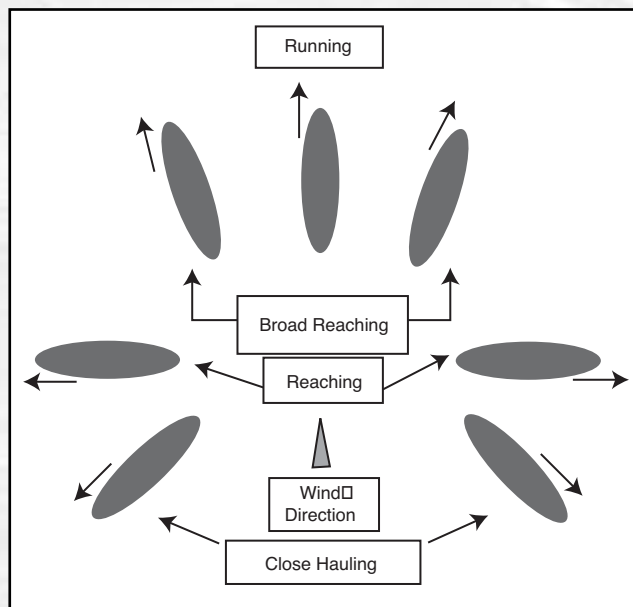 Running
Broad Reaching
Reaching
Wind□
Direction
Close Hauling